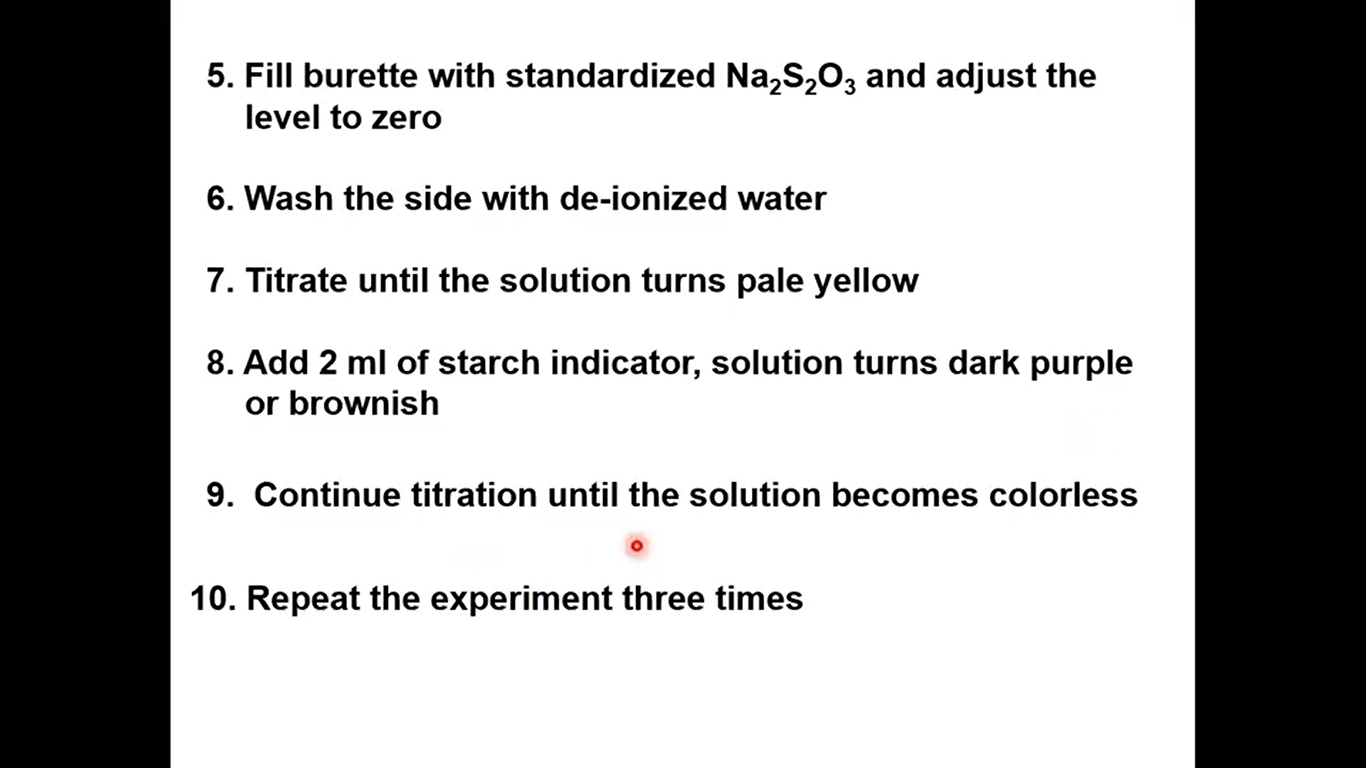 5. Fill burette with standardized Na₂S₂O₃ and adjust the
level to zero
6. Wash the side with de-ionized water
7. Titrate until the solution turns pale yellow
8. Add 2 ml of starch indicator, solution turns dark purple
or brownish
9. Continue titration until the solution becomes colorless
10. Repeat the experiment three times